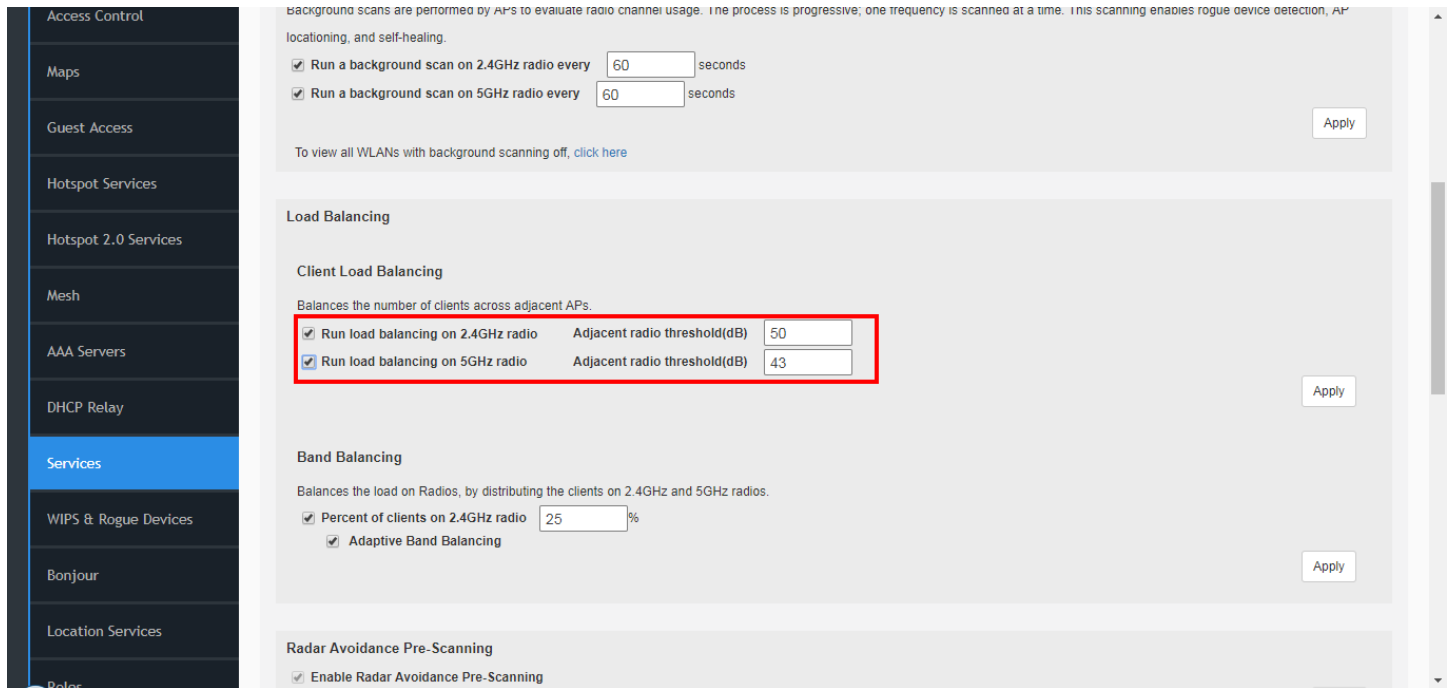 Access Control
Maps
Guest Access
Hotspot Services
Hotspot 2.0 Services
Mesh
AAA Servers
DHCP Relay
Services
WIPS & Rogue Devices
Bonjour
Location Services
Roles
Background scans are performed by APs to evaluate radio channel usage. The process is progressive; one frequency is scanned at a time. This scanning enables rogue device detection, AP
locationing, and self-healing.
Run a background scan on 2.4GHz radio every 60 seconds
Run a background scan on 5GHz radio every 60 seconds
Apply
To view all WLANs with background scanning off, click here
Load Balancing
Client Load Balancing
Balances the number of clients across adjacent APs.
Run load balancing on 2.4GHz radio Adjacent radio threshold(dB) 50
Run load balancing on 5GHz radio Adjacent radio threshold(dB) 43
Apply
Band Balancing
Balances the load on Radios, by distributing the clients on 2.4GHz and 5GHz radios.
Percent of clients on 2.4GHz radio 25 %
Adaptive Band Balancing
Apply
Radar Avoidance Pre-Scanning
Enable Radar Avoidance Pre-Scanning